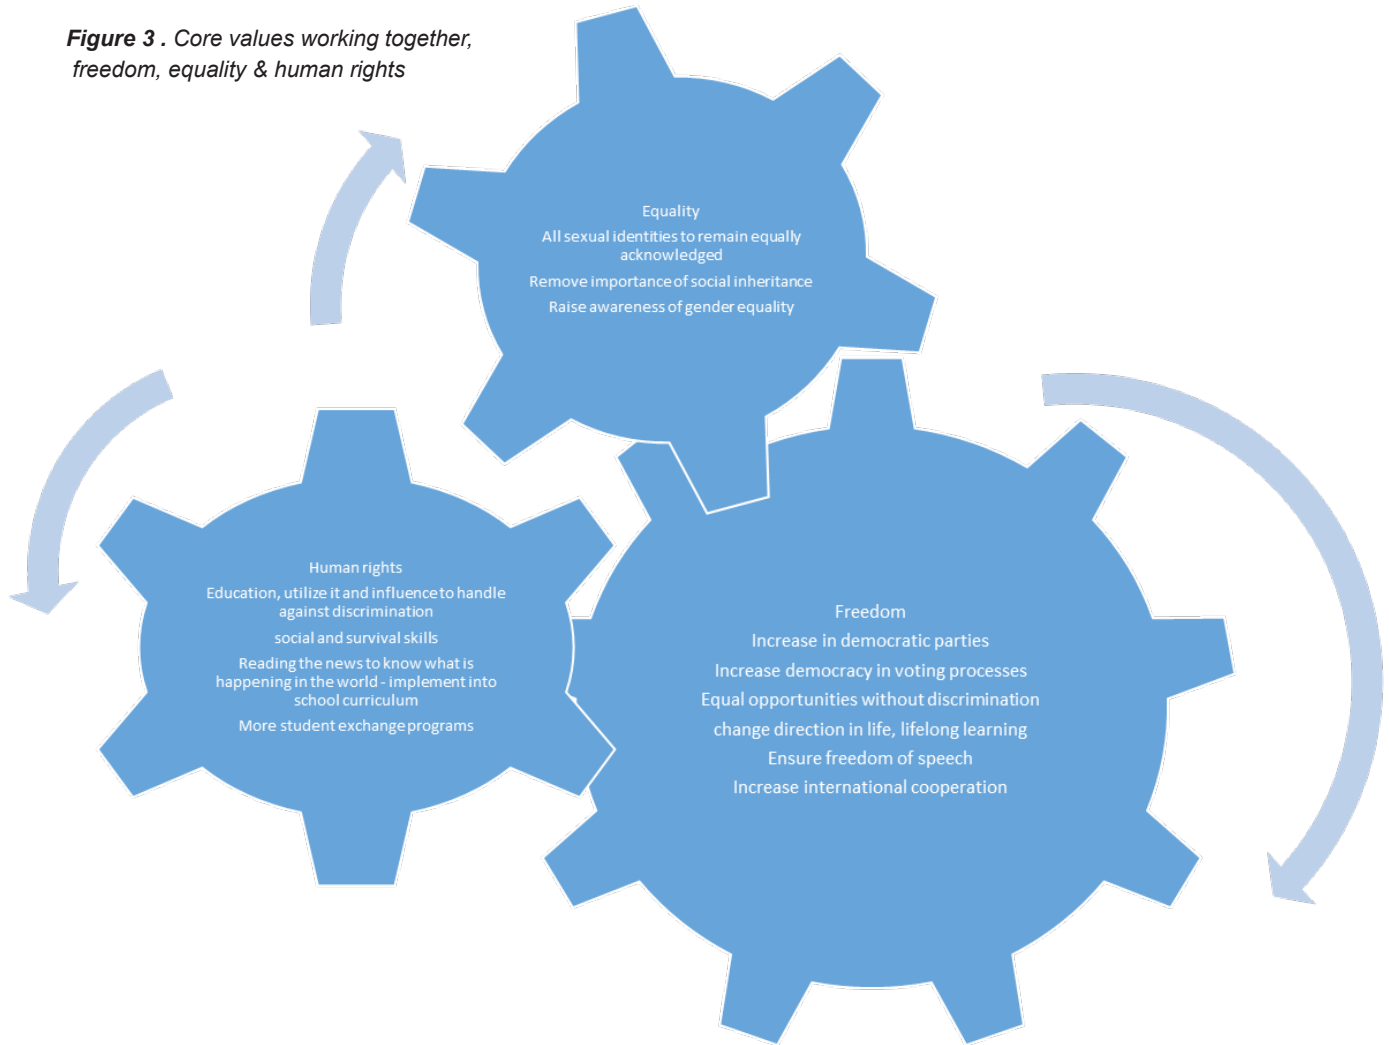 Figure 3 . Core values working together,
freedom, equality & human rights
Equality
All sexual identities to remain equally
acknowledged
Remove importance of social inheritance
Raise awareness of gender equality
Human rights
Education, utilize it and influence to handle
against discrimination
social and survival skills
Reading the news to know what is
happening in the world - implement into
school curriculum
More student exchange programs
Freedom
Increase in democratic parties
Increase democracy in voting processes
Equal opportunities without discrimination
change direction in life, lifelong learning
Ensure freedom of speech
Increase international cooperation